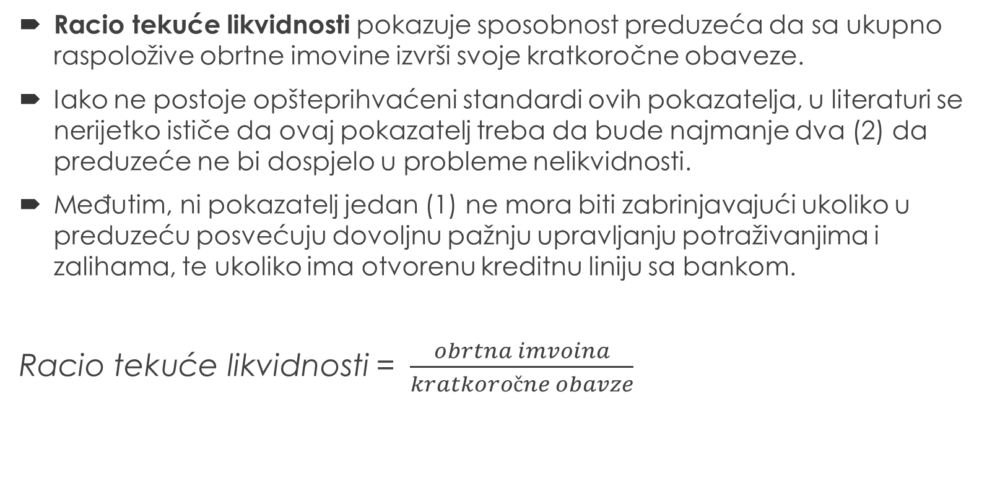 Racio tekuće likvidnosti pokazuje sposobnost preduzeća da sa ukupno
raspoložive obrtne imovine izvrši svoje kratkoročne obaveze.
Iako ne postoje opšteprihvaćeni standardi ovih pokazatelja, u literaturi se
nerijetko ističe da ovaj pokazatelj treba da bude najmanje dva (2) da
preduzeće ne bi dospjelo u probleme nelikvidnosti.
Međutim, ni pokazatelj jedan (1) ne mora biti zabrinjavajući ukoliko u
preduzeću posvećuju dovoljnu pažnju upravljanju potraživanjima i
zalihama, te ukoliko ima otvorenu kreditnu liniju sa bankom.
Racio tekuće likvidnosti =
obrtna imvoina
kratkoročne obavze